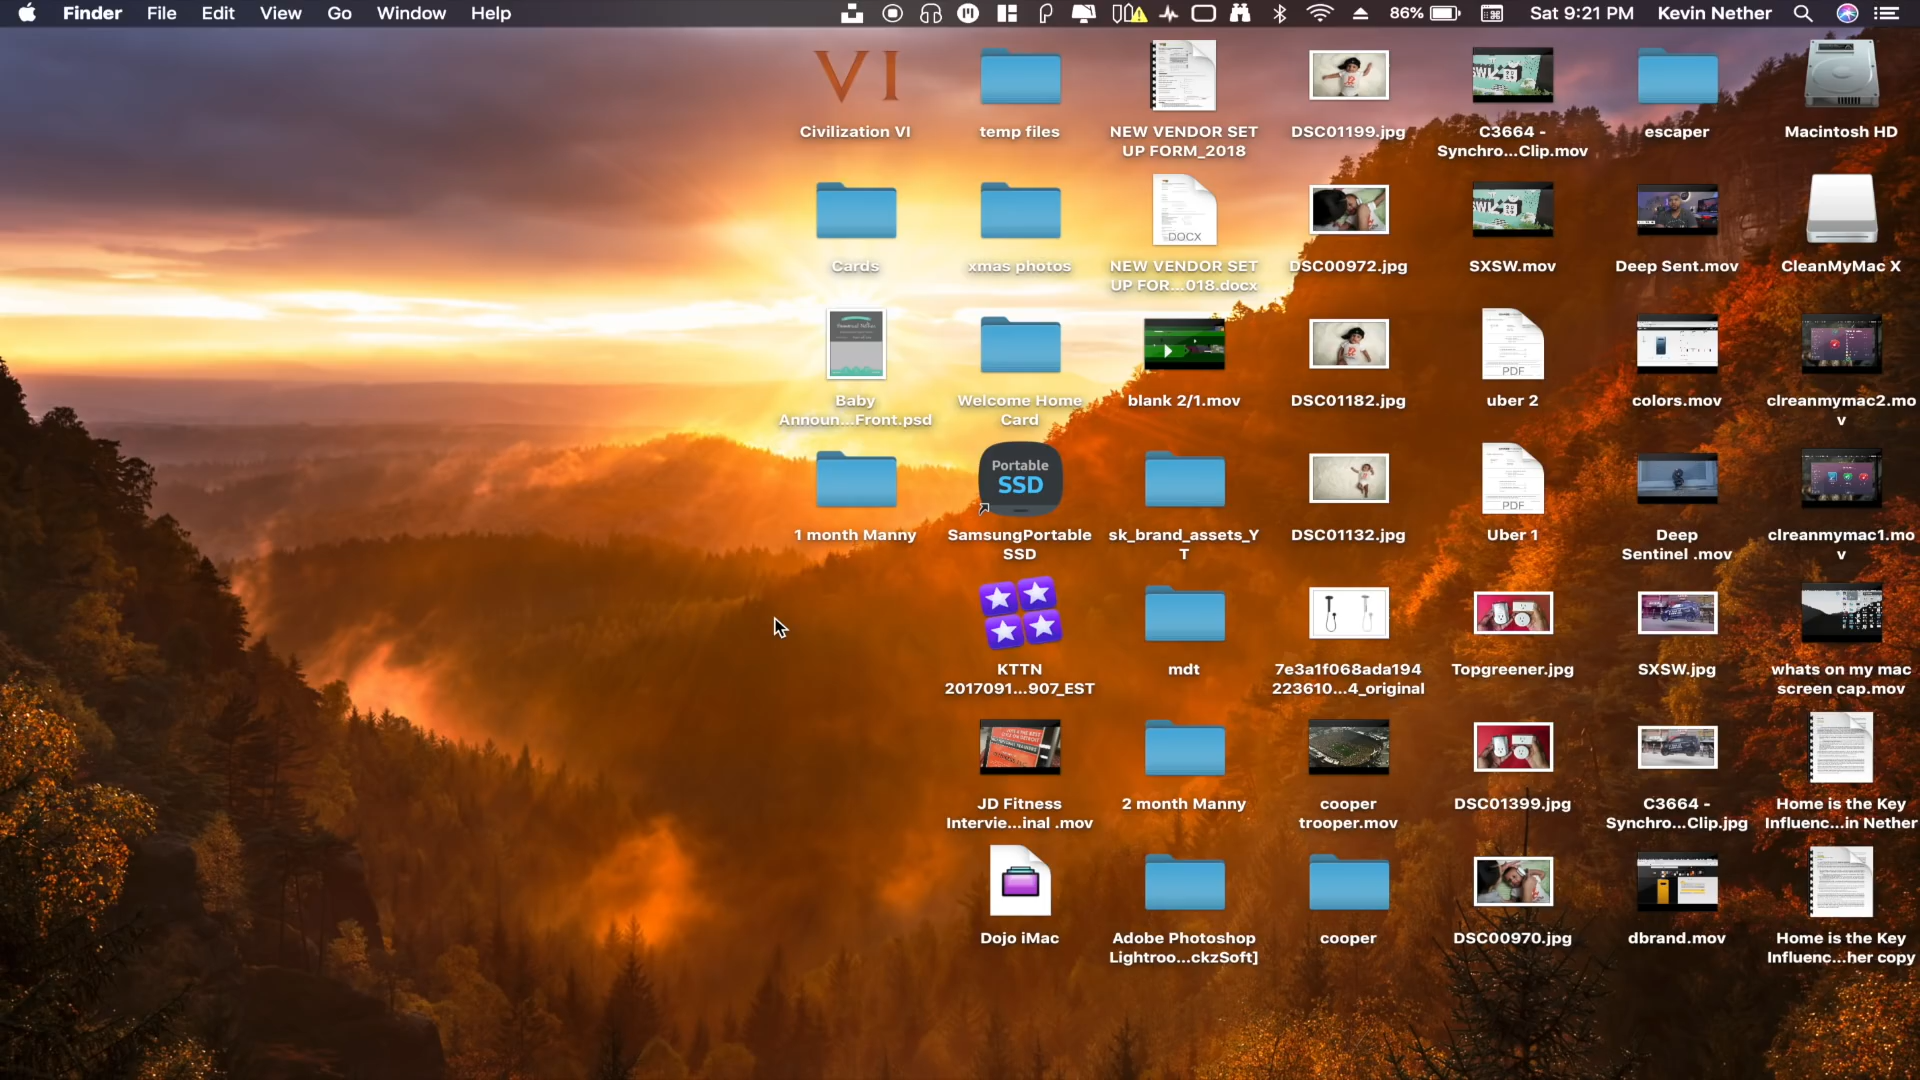 Finder File Edit View Go Window Help
86% Sat 9:21 PM Kevin Nether
VI
Civilization VI
temp files
NEW VENDOR SET
UP FORM_2018
DSC01199.jpg
C3664 -
Synchro...Clip.mov
escaper
Macintosh HD
Cards
xmas photos
DOCX
NEW VENDOR SET
UP FOR...018.docx
DSC00972.jpg
SXSW.mov
Deep Sent.mov
CleanMyMac X
Baby
Announ...Front.psd
Welcome Home
Card
blank 2/1.mov
DSC01182.jpg
PDF
uber 2
colors.mov
clreanmymac2.mo
v
1 month Manny
Portable
SSD
SamsungPortable
SSD
sk_brand_assets_Y
T
DSC01132.jpg
PDF
Uber 1
Deep
Sentinel .mov
clreanmymac1.mo
v
KTTN
2017091...907_EST
mdt
7e3a1f068ada194
223610...4_original
Topgreener.jpg
SXSW.jpg
whats on my mac
screen cap.mov
JD Fitness
Intervie...inal .mov
2 month Manny
cooper
trooper.mov
DSC01399.jpg
C3664 -
Synchro...Clip.jpg
Home is the Key
Influenc...in Nether
Dojo iMac
Adobe Photoshop
Lightroo...ckzSoft]
cooper
DSC00970.jpg
dbrand.mov
Home is the Key
Influenc...her copy